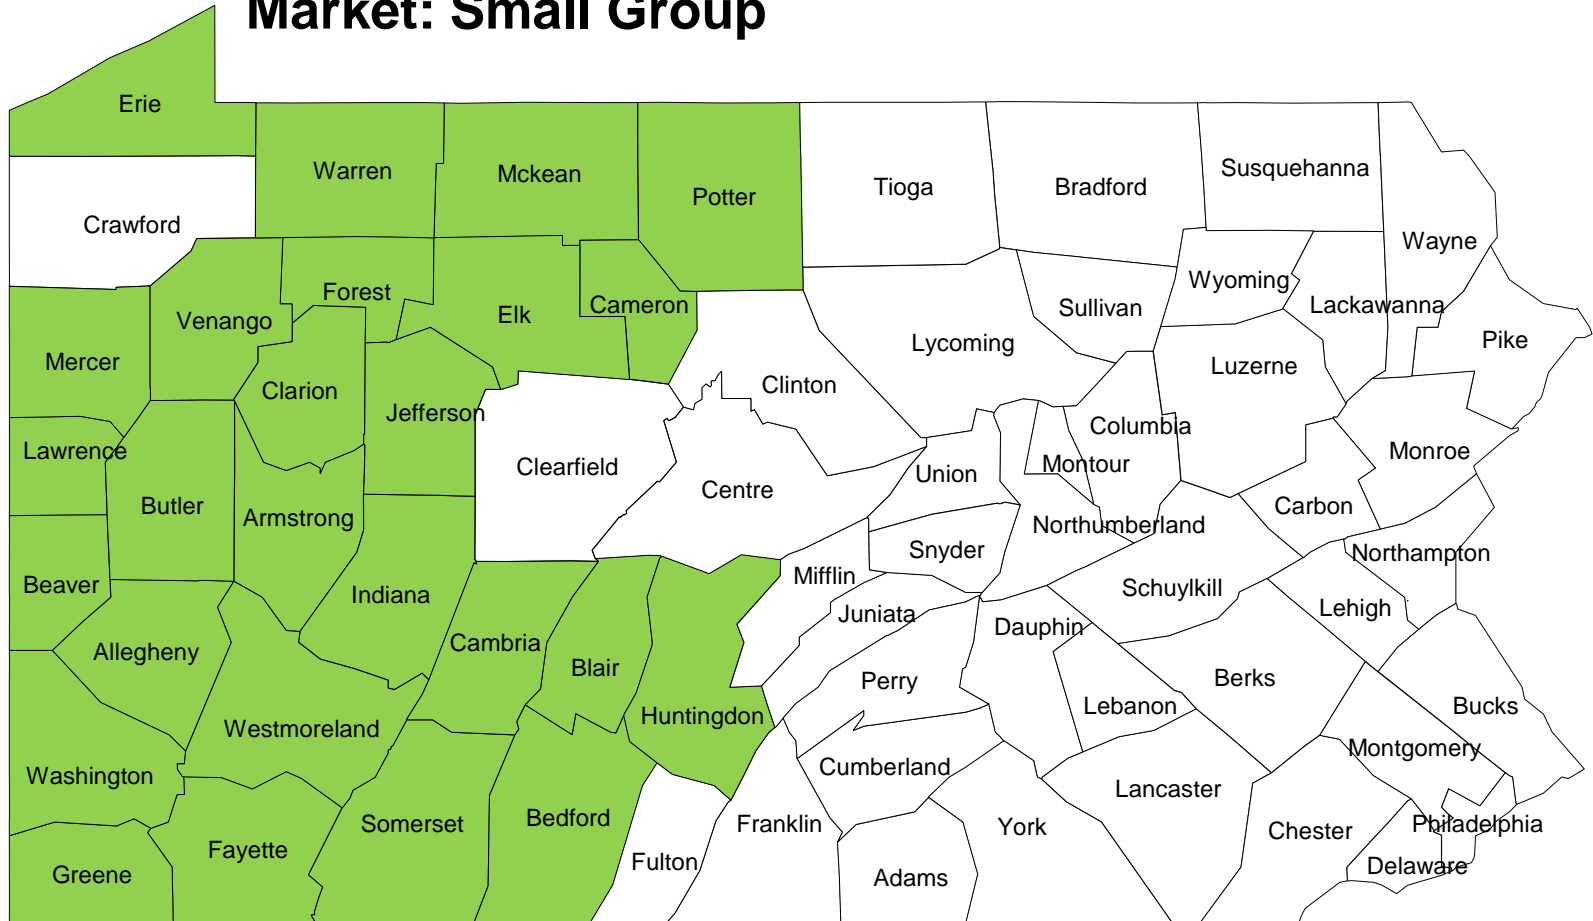 Market: Small Group
Erie
Warren
Mckean
Potter
Tioga
Bradford
Susquehanna
Wayne
Crawford
Forest
Venango
Elk
Cameron
Sullivan
Wyoming
Lackawanna
Pike
Mercer
Clarion
Jefferson
Clinton
Lycoming
Luzerne
Columbia
Montour
Monroe
Lawrence
Butler
Armstrong
Clearfield
Centre
Union
Northumberland
Carbon
Northampton
Beaver
Indiana
Snyder
Mifflin
Juniata
Schuylkill
Lehigh
Allegheny
Cambria
Blair
Huntingdon
Perry
Dauphin
Lebanon
Berks
Bucks
Westmoreland
Washington
Cumberland
Lancaster
Montgomery
Somerset
Bedford
Franklin
York
Chester
Philadelphia
Greene
Fayette
Fulton
Adams
Delaware